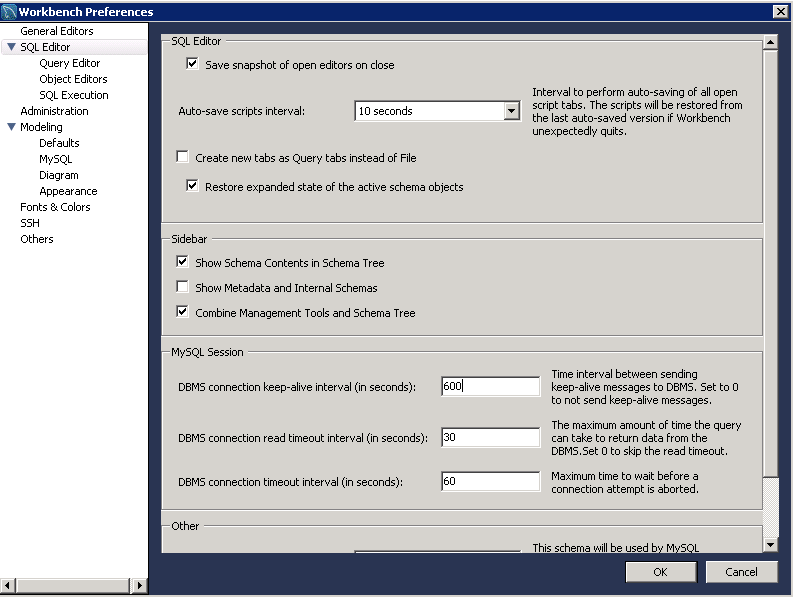 Workbench Preferences
General Editors
SQL Editor
Query Editor
Object Editors
SQL Execution
Administration
Modeling
Defaults
MySQL
Diagram
Appearance
Fonts & Colors
SSH
Others
SQL Editor
Save snapshot of open editors on close
Auto-save scripts interval:
10 seconds
Interval to perform auto-saving of all open
script tabs. The scripts will be restored from
the last auto-saved version if Workbench
unexpectedly quits.
Create new tabs as Query tabs instead of File
Restore expanded state of the active schema objects
Sidebar
Show Schema Contents in Schema Tree
Show Metadata and Internal Schemas
Combine Management Tools and Schema Tree
MySQL Session
DBMS connection keep-alive interval (in seconds):
600
Time interval between sending
keep-alive messages to DBMS. Set to 0
to not send keep-alive messages.
DBMS connection read timeout interval (in seconds):
30
The maximum amount of time the query
can take to return data from the
DBMS.Set 0 to skip the read timeout.
DBMS connection timeout interval (in seconds):
60
Maximum time to wait before a
connection attempt is aborted.
Other
This schema will be used by MySQL
OK
Cancel